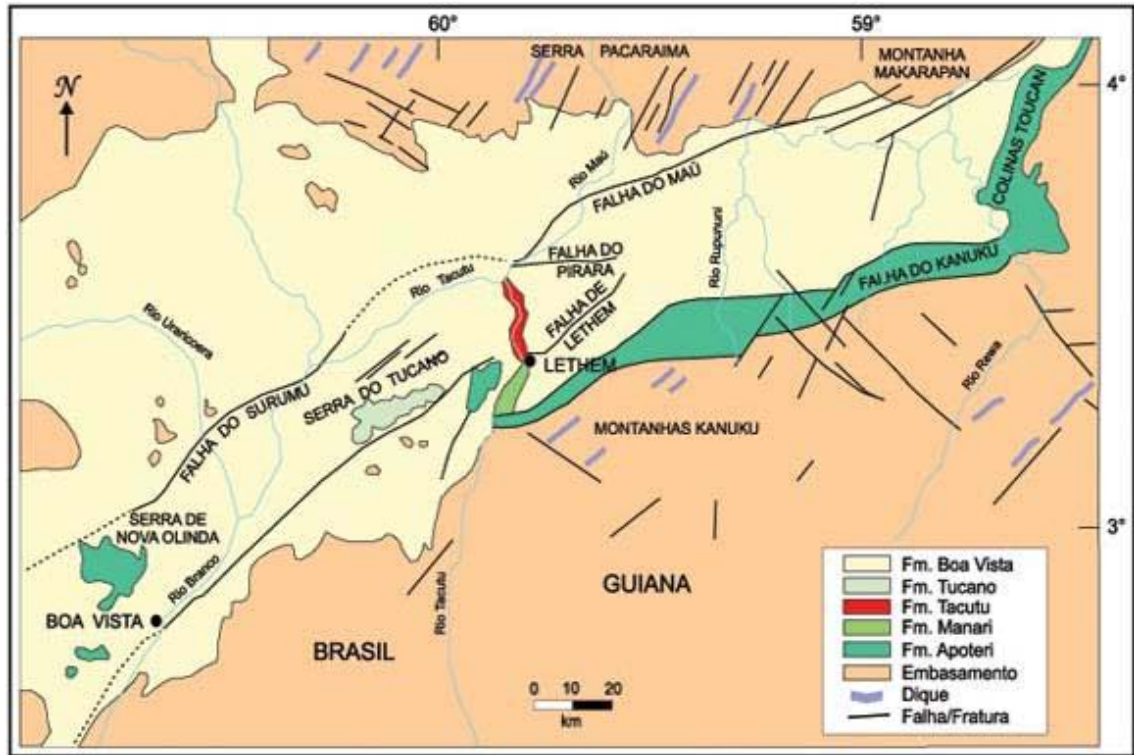 60°
59°
4°
3°
N
SERRA PACARAIMA
MONTANHA
MAKARAPAN
COLINAS TOUCAN
Rio Maú
FALHA DO MAÚ
FALHA DO
PIRARA
Rio Tacutu
Rio Rupununi
FALHA DO KANUKU
FALHA DE
LETHEM
LETHEM
Rio Uraricoera
SERRA DO TUCANO
FALHA DO SURUMU
MONTANHAS KANUKU
Rio Rewa
SERRA DE
NOVA OLINDA
Rio Branco
BOA VISTA
Rio Tacutu
GUIANA
BRASIL
0 10 20
km
Fm. Boa Vista
Fm. Tucano
Fm. Tacutu
Fm. Manari
Fm. Apoteri
Embasamento
Dique
Falha/Fratura